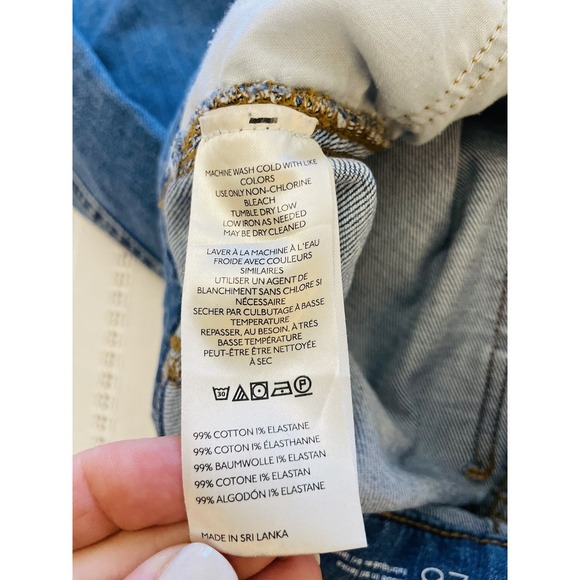 MACHINE WASH COLD WITH LIKE
COLORS
USE ONLY NON-CHLORINE
BLEACH
TUMBLE DRY LOW
LOW IRON AS NEEDED
MAY BE DRY CLEANED
LAVER À LA MACHINE À L'EAU
FROIDE AVEC COULEURS
SIMILAIRES
UTILISER UN AGENT DE
BLANCHIMENT SANS CHLORE SI
NÉCESSAIRE
SECHER PAR CULBUTAGE À BASSE
TEMPERATURE
REPASSER, AU BESOIN, À TRÉS
BASSE TEMPÉRATURE
PEUT-ÊTRE ÊTRE NETTOYÉE
À SEC
30 P
99% COTTON 1% ELASTANE
99% COTON 1% ÉLASTHANNE
99% BAUMWOLLE 1% ELASTAN
99% COTONE 1% ELASTAN
99% ALGODÓN 1% ELASTANE
MADE IN SRI LANKA